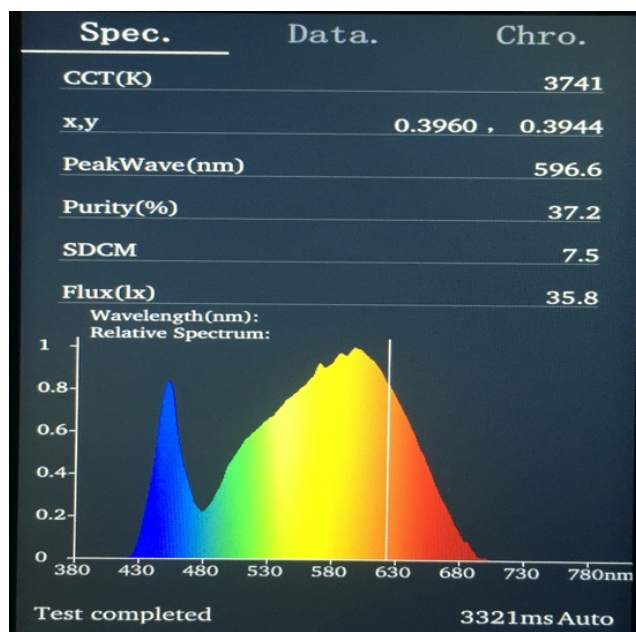 Spec. Data. Chro.
CCT(K) 3741
x,y 0.3960 , 0.3944
PeakWave(nm) 596.6
Purity(%) 37.2
SDCM 7.5
Flux(lx) 35.8
Wavelength(nm):
Relative Spectrum:
1
0.8
0.6
0.4
0.2
0
380 430 480 530 580 630 680 730 780nm
Test completed 3321ms Auto